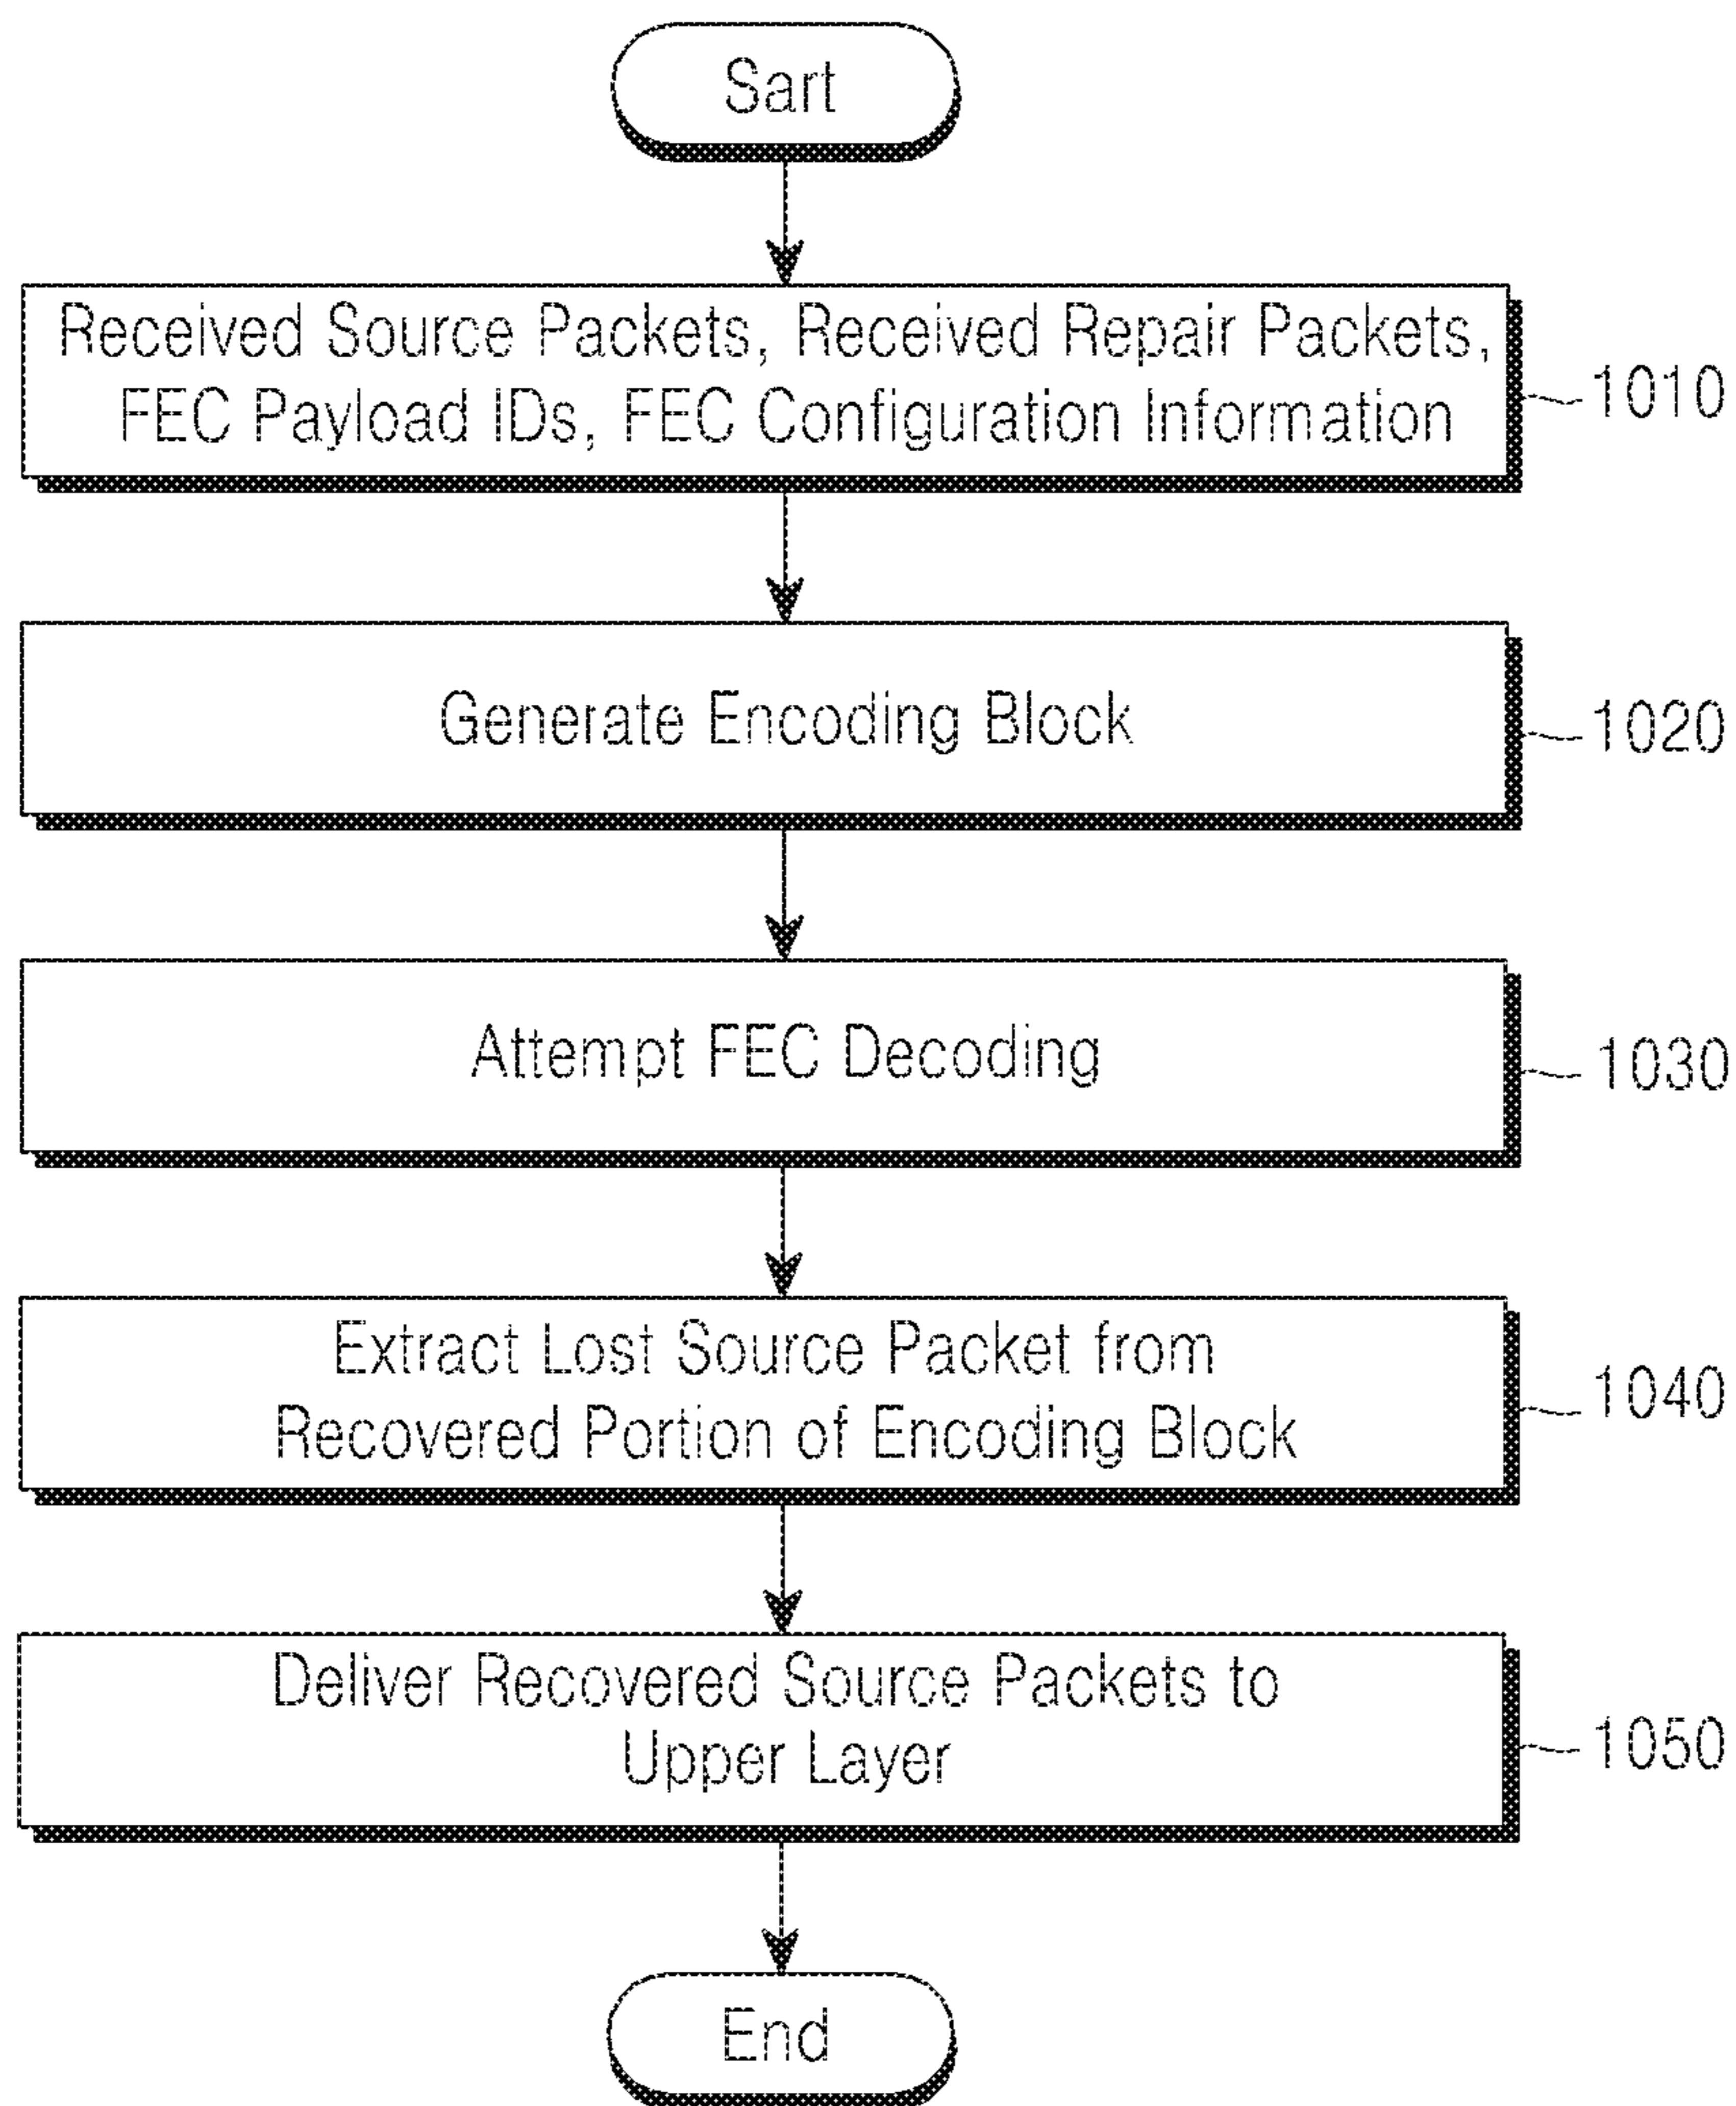 Sart
Received Source Packets, Received Repair Packets,
FEC Payload IDs, FEC Configuration Information
1010
Generate Encoding Block
1020
Attempt FEC Decoding
1030
Extract Lost Source Packet from
Recovered Portion of Encoding Block
1040
Deliver Recovered Source Packets to
Upper Layer
1050
End